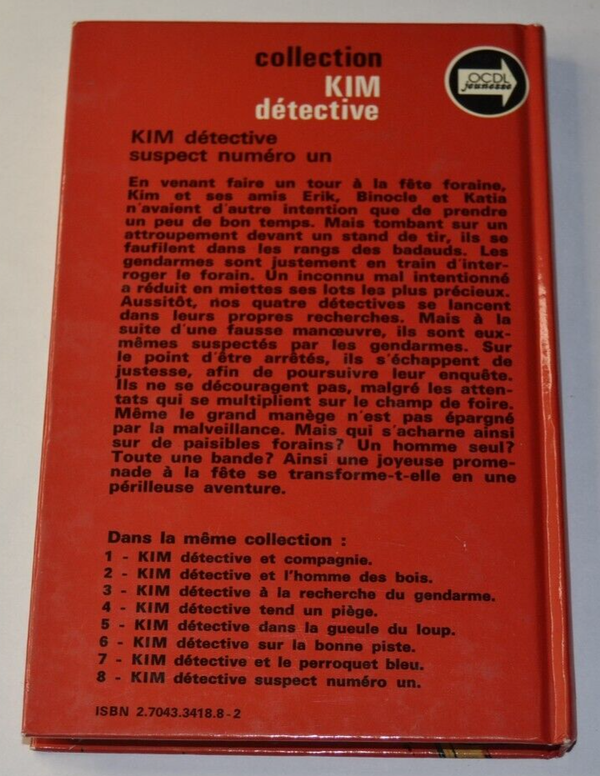 collection
KIM
détective
OCDL
jeunesse
KIM détective
suspect numéro un
En venant faire un tour à la fête foraine,
Kim et ses amis Erik, Binocle et Katia
n'avaient d'autre intention que de prendre
un peu de bon temps. Mais tombant sur un
attroupement devant un stand de tir, ils se
faufilent dans les rangs des badauds. Les
gendarmes sont justement en train d'inter-
roger le forain. Un inconnu mal intentionné
a réduit en miettes ses lots les plus précieux.
Aussitôt, nos quatre détectives se lancent
dans leurs propres recherches. Mais à la
suite d'une fausse manœuvre, ils sont eux-
mêmes suspectés par les gendarmes. Sur
le point d'être arrêtés, ils s'échappent de
justesse, afin de poursuivre leur enquête.
Ils ne se découragent pas, malgré les atten-
tats qui se multiplient sur le champ de foire.
Même le grand manège n'est pas épargné
par la malveillance. Mais qui s'acharne ainsi
sur de paisibles forains? Un homme seul?
Toute une bande? Ainsi une joyeuse prome-
nade à la fête se transforme-t-elle en une
périlleuse aventure.
Dans la même collection :
1 - KIM détective et compagnie.
2 - KIM détective et l'homme des bois.
3 - KIM détective à la recherche du gendarme.
4 - KIM détective tend un piège.
5 - KIM détective dans la gueule du loup.
6 - KIM détective sur la bonne piste.
7 - KIM détective et le perroquet bleu.
8 - KIM détective suspect numéro un.
ISBN 2.7043.3418.8-2